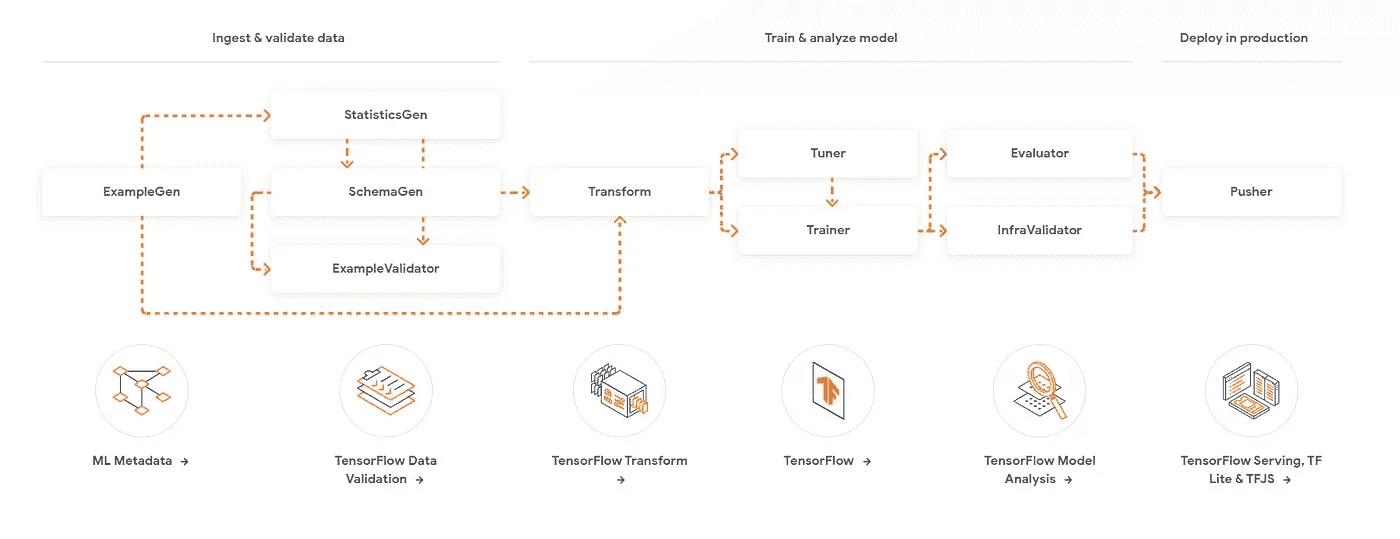 Ingest & validate data
Train & analyze model
Deploy in production
StatisticsGen
ExampleGen
SchemaGen
ExampleValidator
Transform
Tuner
Trainer
Evaluator
InfraValidator
Pusher
ML Metadata →
TensorFlow Data
Validation →
TensorFlow Transform
→
TensorFlow →
TensorFlow Model
Analysis →
TensorFlow Serving, TF
Lite & TFJS →